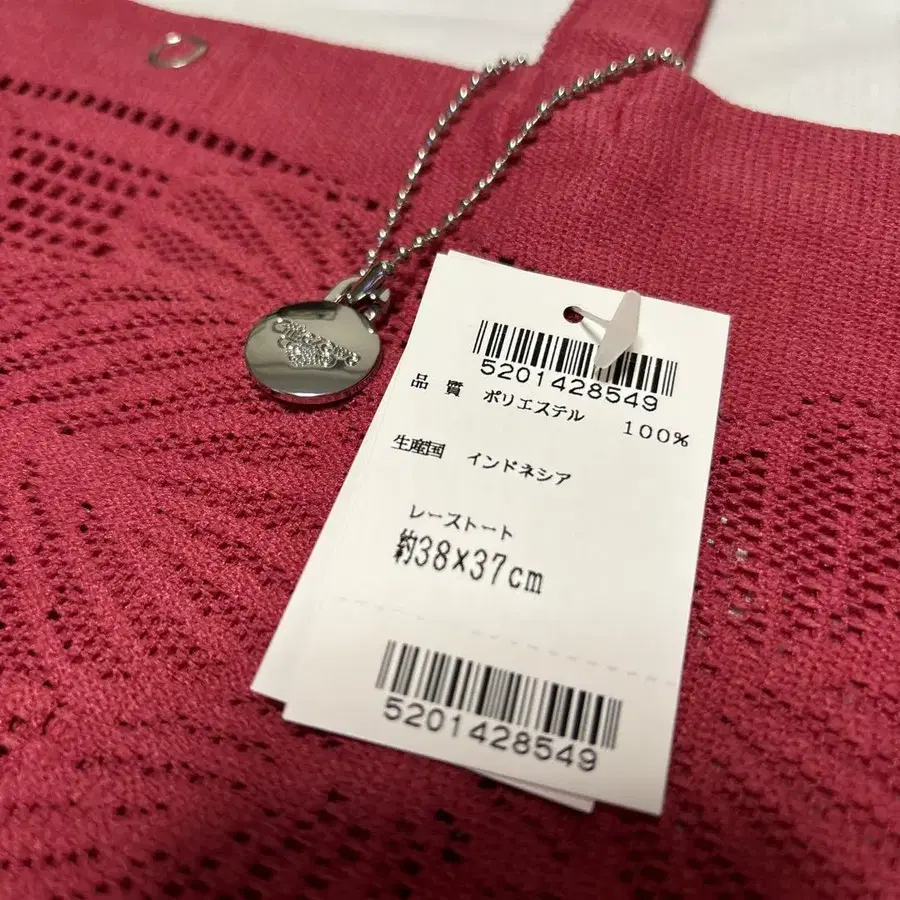 5201428549
品質 ポリエステル 100%
生産国 インドネシア
レーストート
約38×37cm
5201428549